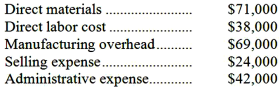 Direct materials ............................ $71,000
Direct labor cost ........................... $38,000
Manufacturing overhead........... $69,000
Selling expense............................. $24,000
Administrative expense............. $42,000